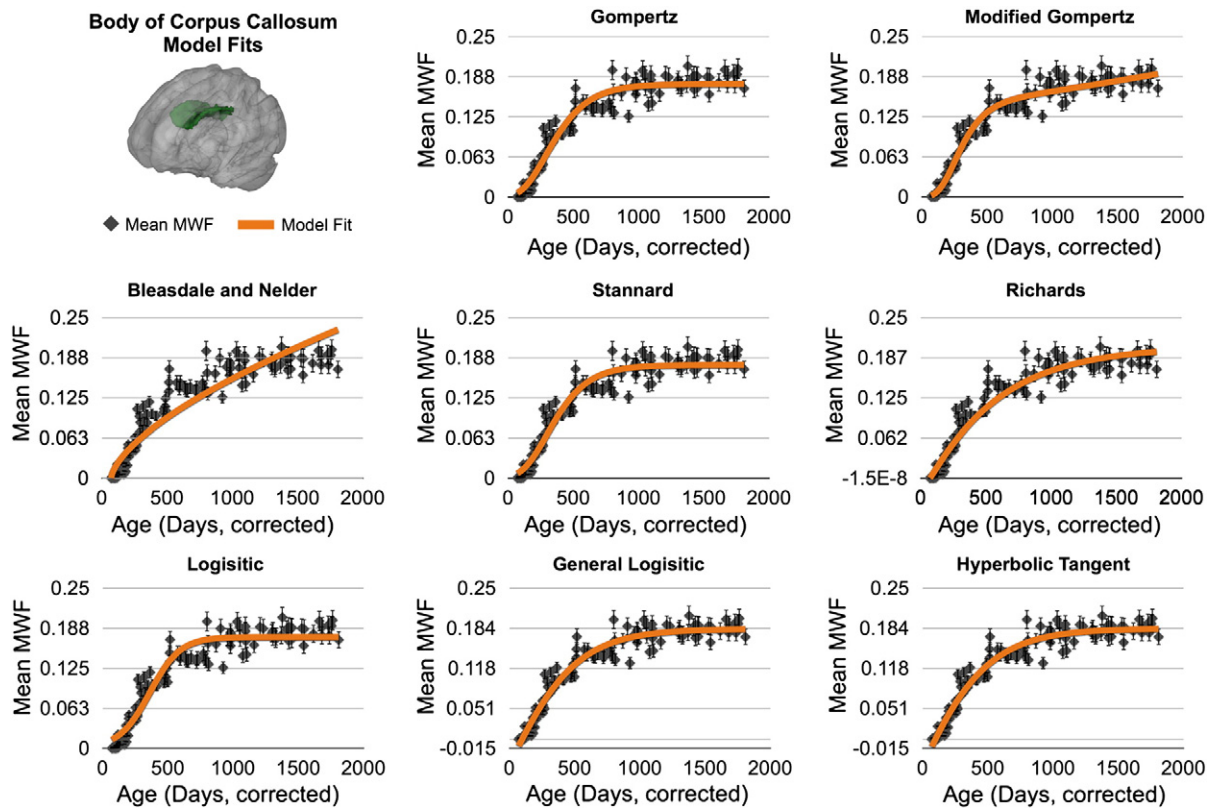 Body of Corpus Callosum
Model Fits
Mean MWF
Model Fit
Gompertz
Mean MWF
0.25
0.188
0.125
0.063
0
0 500 1000 1500 2000
Age (Days, corrected)
Modified Gompertz
Mean MWF
0.25
0.188
0.125
0.063
0
0 500 1000 1500 2000
Age (Days, corrected)
Bleasdale and Nelder
Mean MWF
0.25
0.188
0.125
0.063
0
0 500 1000 1500 2000
Age (Days, corrected)
Stannard
Mean MWF
0.25
0.188
0.125
0.063
0
0 500 1000 1500 2000
Age (Days, corrected)
Richards
Mean MWF
0.25
0.187
0.125
0.062
-1.5E-8
0 500 1000 1500 2000
Age (Days, corrected)
Logisitic
Mean MWF
0.25
0.188
0.125
0.063
0
0 500 1000 1500 2000
Age (Days, corrected)
General Logisitic
Mean MWF
0.25
0.184
0.118
0.051
-0.015
0 500 1000 1500 2000
Age (Days, corrected)
Hyperbolic Tangent
Mean MWF
0.25
0.184
0.118
0.051
-0.015
0 500 1000 1500 2000
Age (Days, corrected)